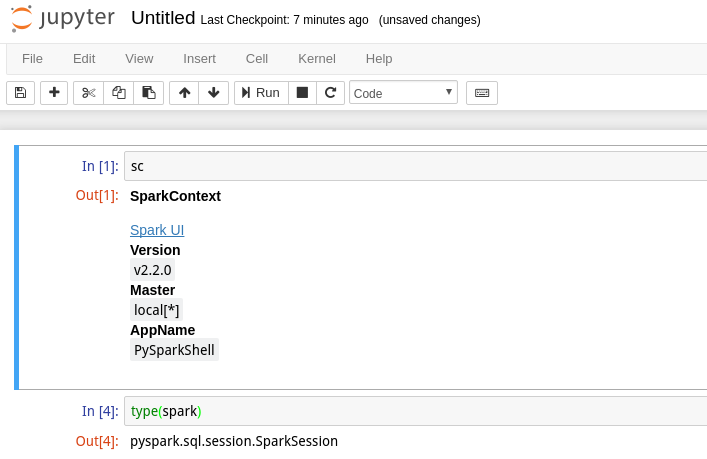 jupyter Untitled Last Checkpoint: 7 minutes ago (unsaved changes)
File Edit View Insert Cell Kernel Help
Run Code
In [1]: sc
Out[1]: SparkContext
Spark UI
Version
v2.2.0
Master
local[*]
AppName
PySparkShell
In [4]: type(spark)
Out[4]: pyspark.sql.session.SparkSession